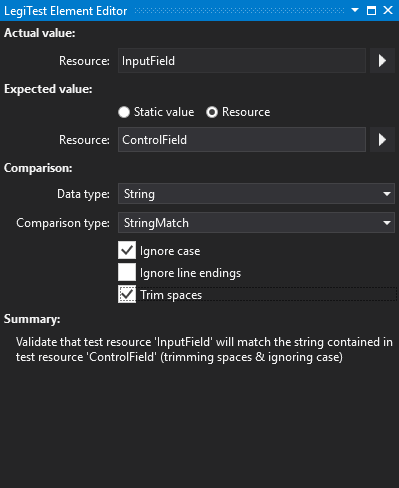 LegiTest Element Editor
Actual value:
Resource: InputField
Expected value:
Static value Resource
Resource: ControlField
Comparison:
Data type: String
Comparison type: StringMatch
Ignore case
Ignore line endings
Trim spaces
Summary:
Validate that test resource 'InputField' will match the string contained in
test resource 'ControlField' (trimming spaces & ignoring case)